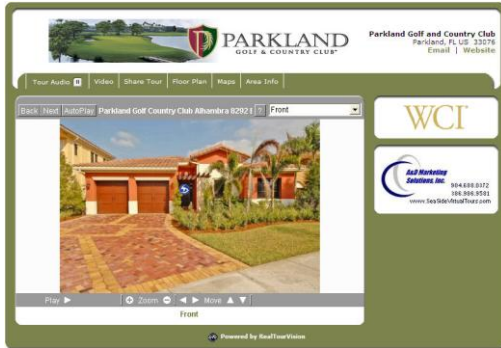 PARKLAND
GOLF & COUNTRY CLUB
Parkland Golf and Country Club
Parkland, FL US 33076
Email | Website
Tour Audio | Video | Share Tour | Floor Plan | Maps | Area Info
Back Next AutoPlay Parkland Golf Country Club Alhambra 8292 ? Front
WCI
A&D Marketing
Solutions, Inc.
904.698.0372
386.986.9581
www.SeaSideVirtualTours.com
Play Zoom Move
Front
Powered by RealTourVision